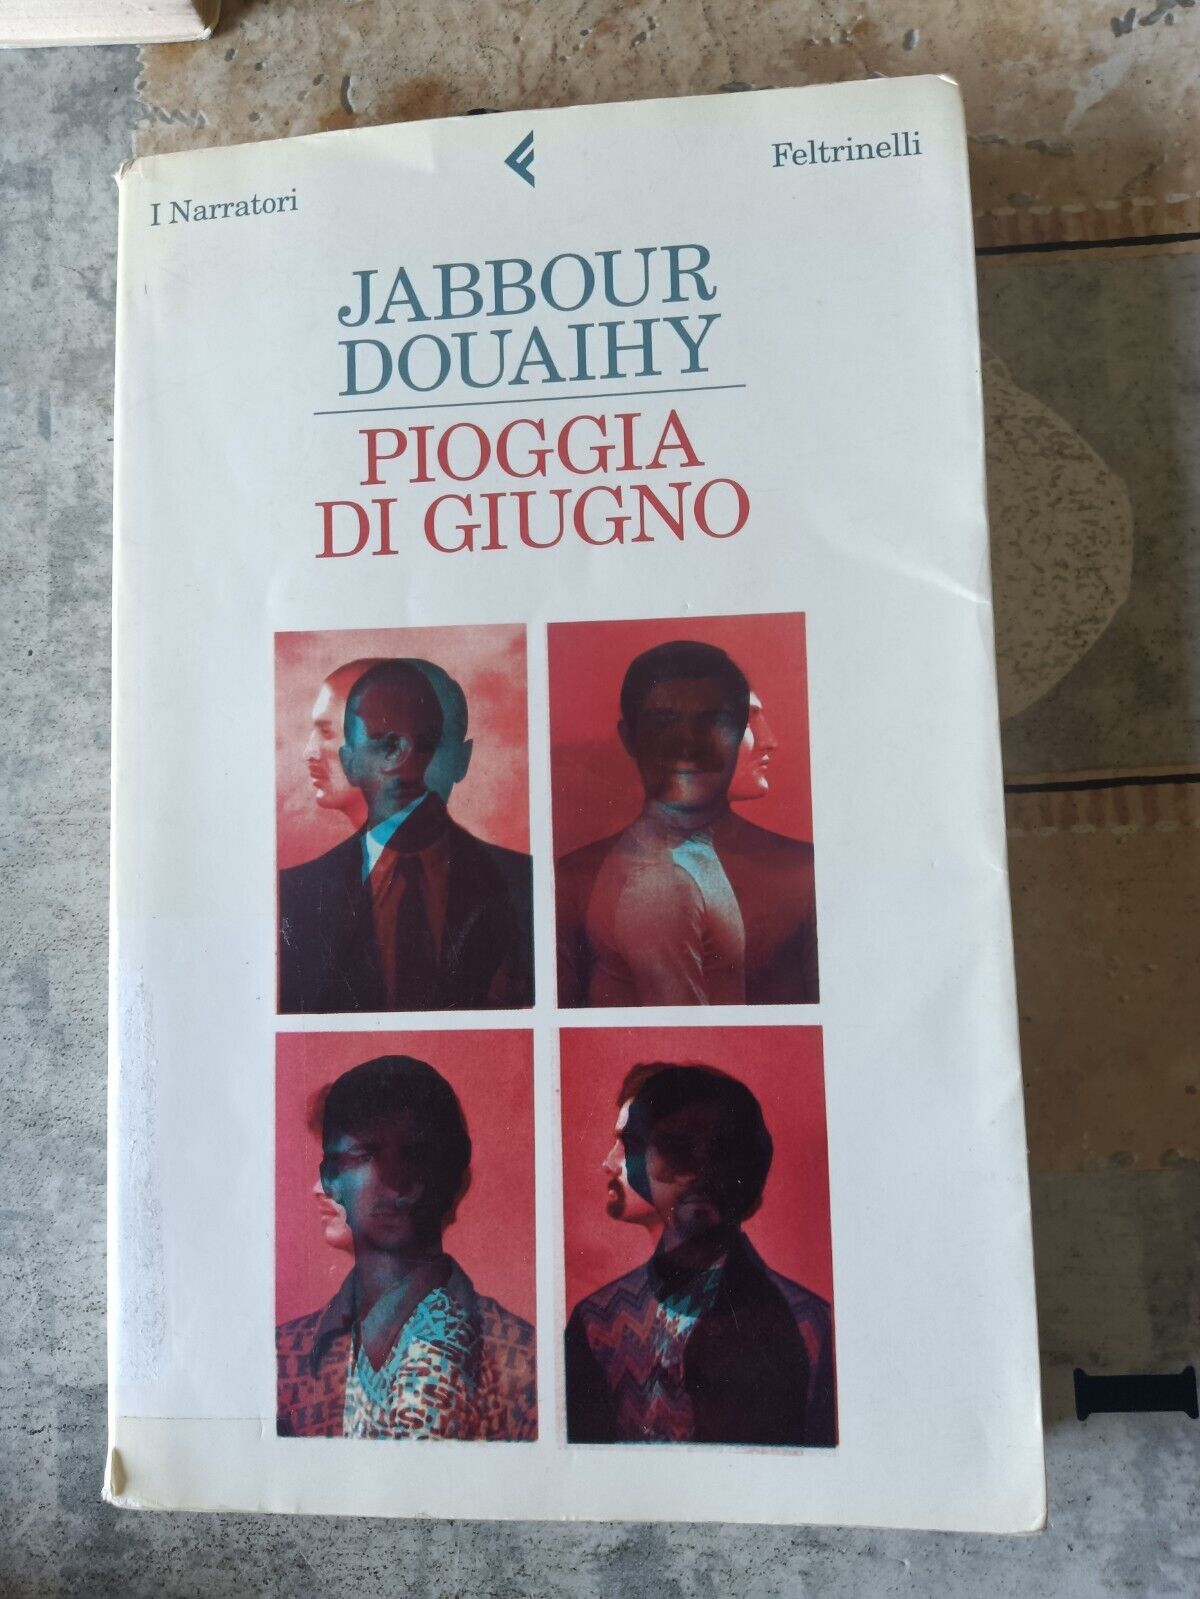 I Narratori
Feltrinelli
JABBOUR
DOUAIHY
PIOGGIA
DI GIUGNO